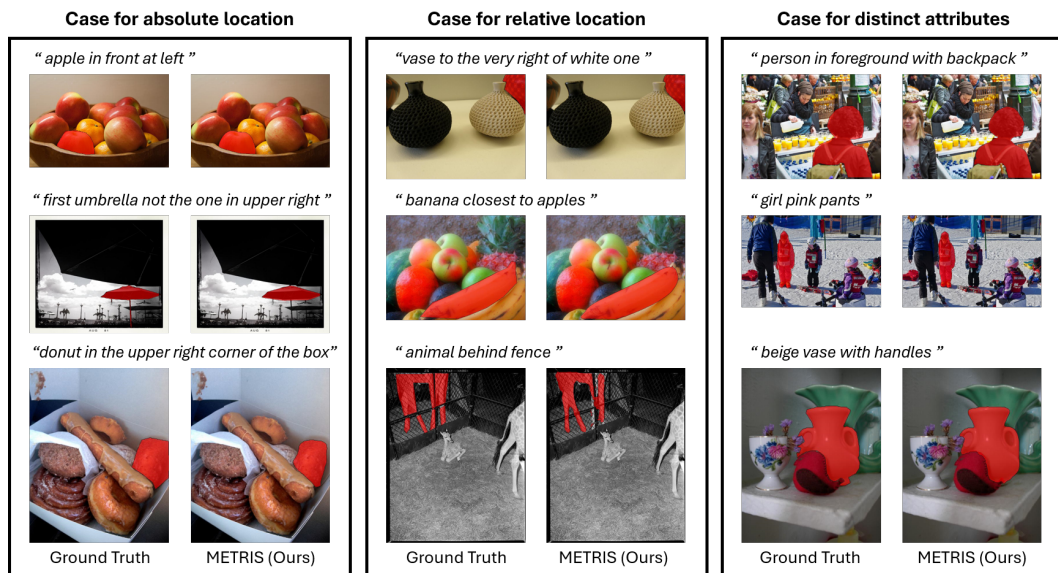 Case for absolute location
Case for relative location
Case for distinct attributes
“ apple in front at left ”
“vase to the very right of white one ”
“ person in foreground with backpack ”
“ first umbrella not the one in upper right ”
“ banana closest to apples ”
“ girl pink pants ”
“donut in the upper right corner of the box”
“ animal behind fence ”
“ beige vase with handles ”
Ground Truth
METRIS (Ours)
Ground Truth
METRIS (Ours)
Ground Truth
METRIS (Ours)